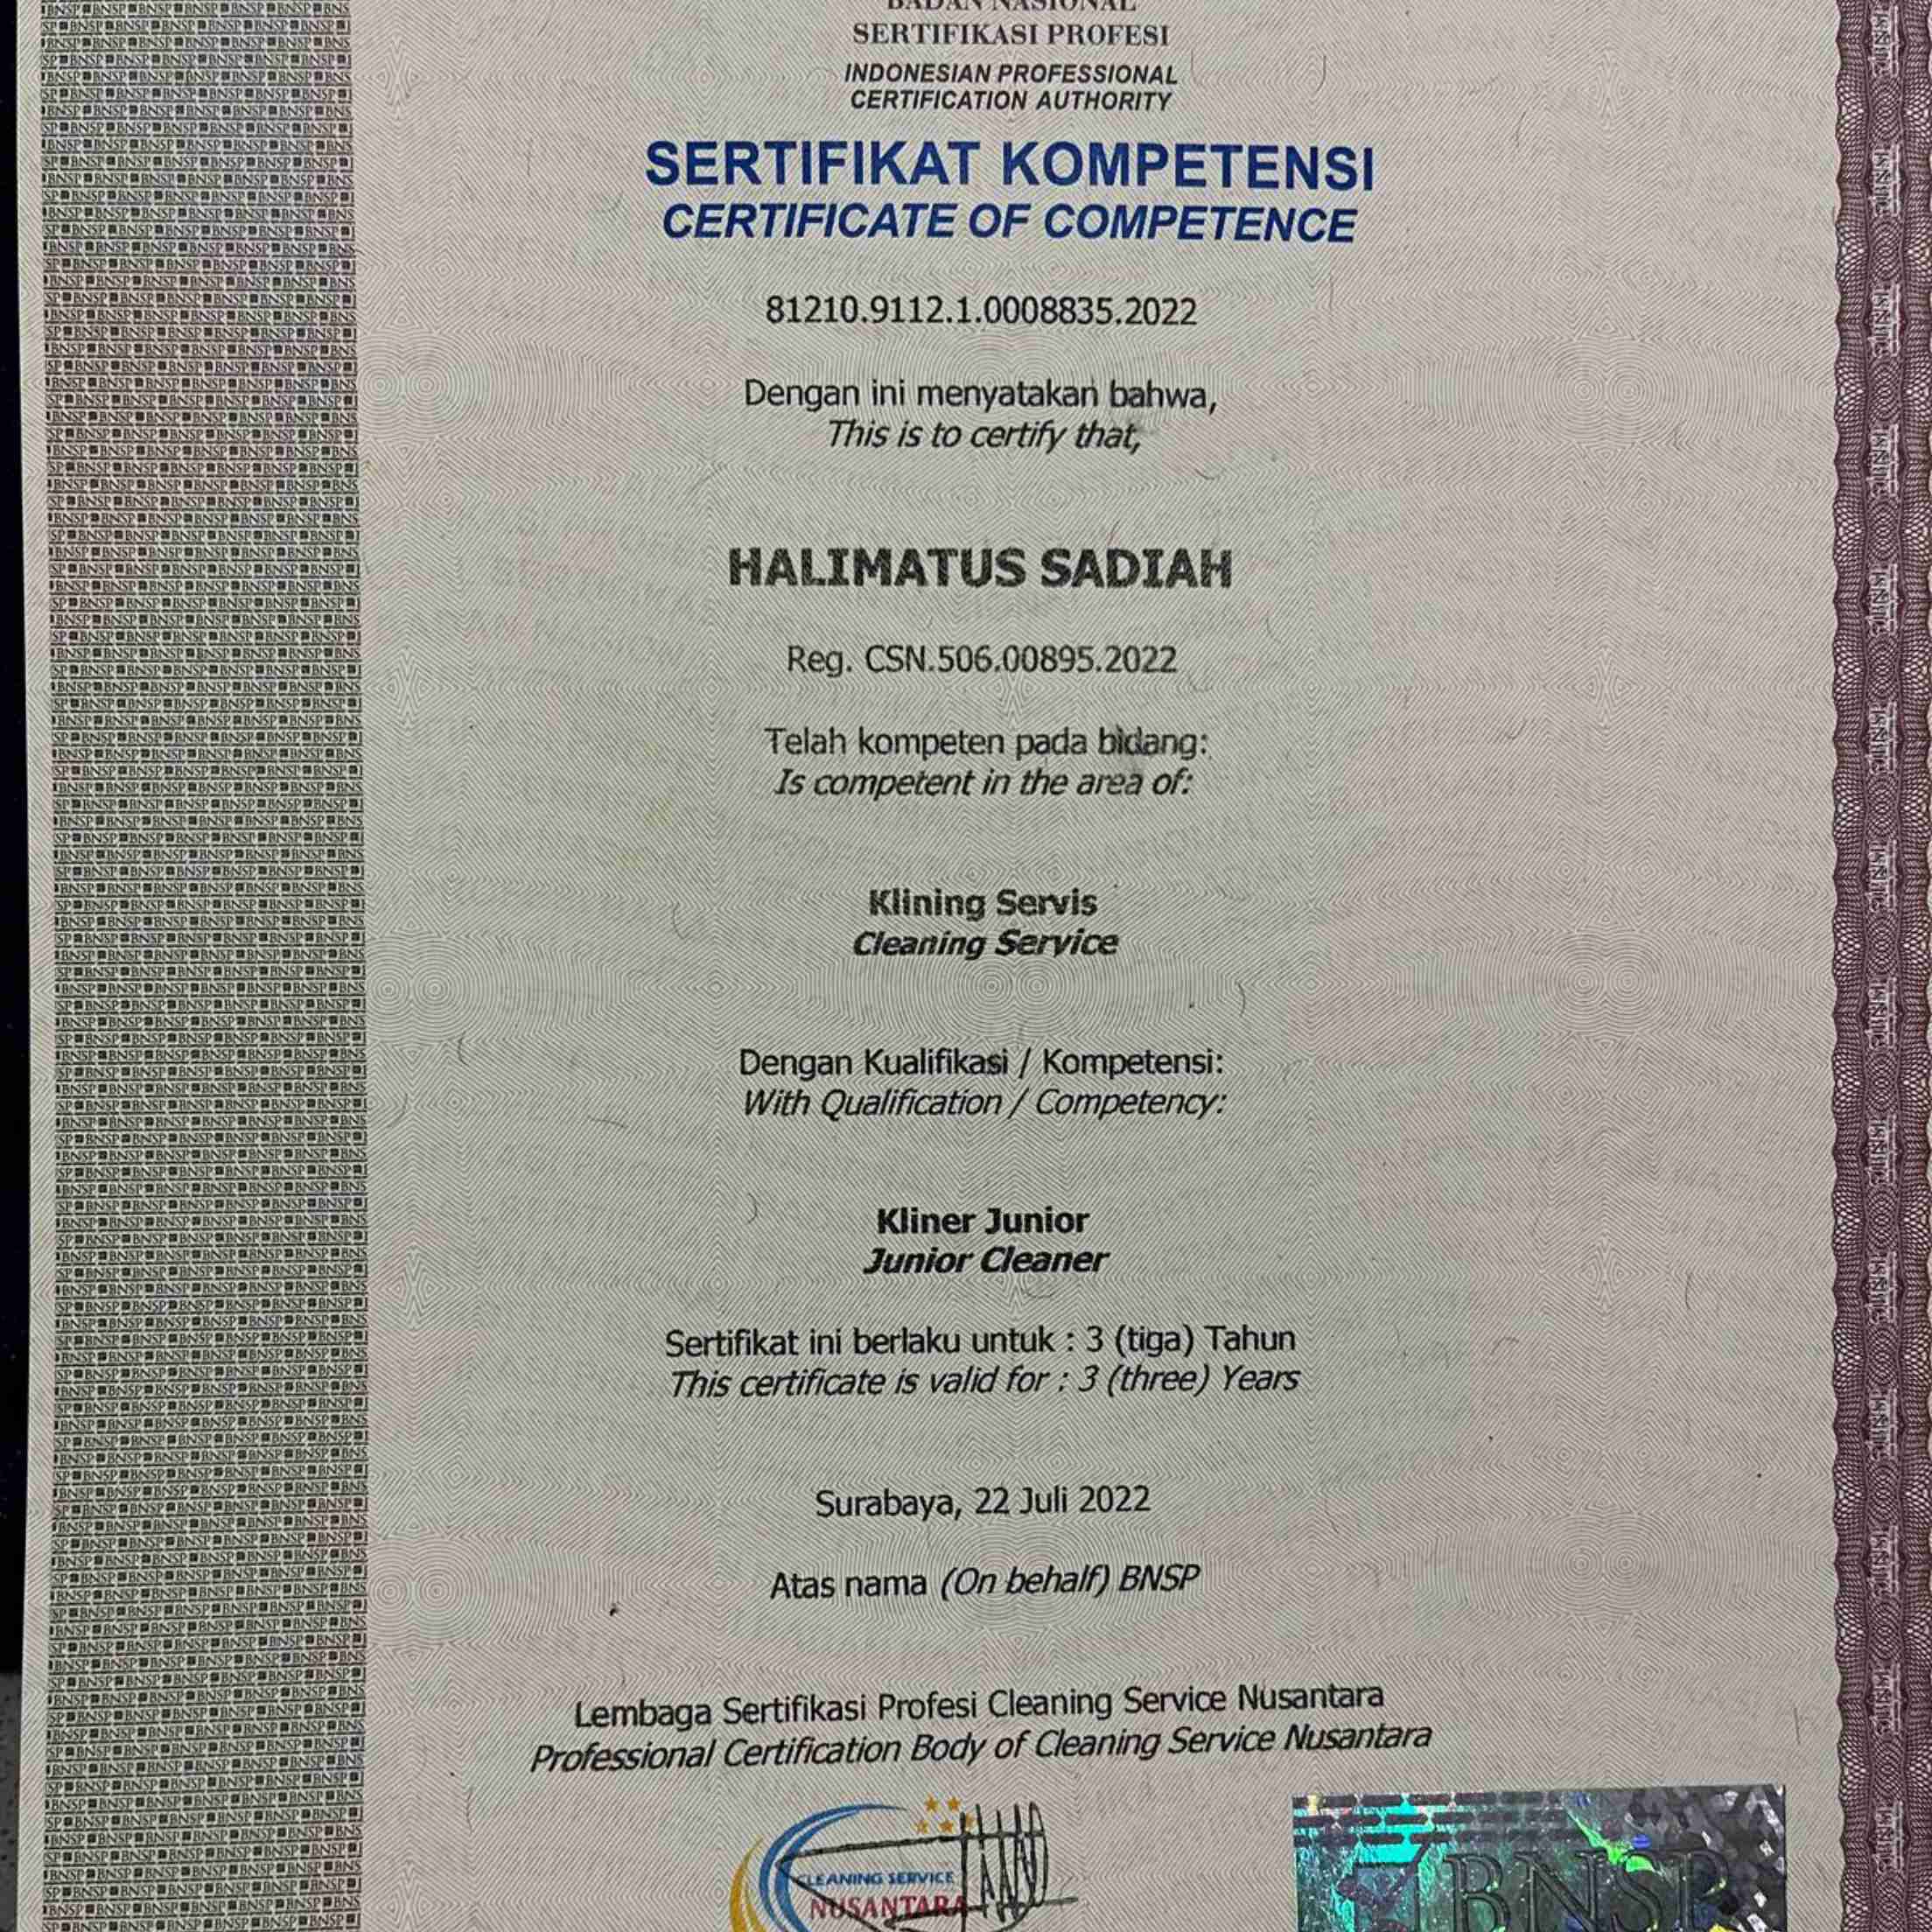 BADAN NASIONAL
SERTIFIKASI PROFESI
INDONESIAN PROFESSIONAL
CERTIFICATION AUTHORITY
SERTIFIKAT KOMPETENSI
CERTIFICATE OF COMPETENCE
81210.9112.1.0008835.2022
Dengan ini menyatakan bahwa,
This is to certify that,
HALIMATUS SADIAH
Reg. CSN.506.00895.2022
Telah kompeten pada bidang:
Is competent in the area of:
Klining Servis
Cleaning Service
Dengan Kualifikasi / Kompetensi:
With Qualification / Competency:
Kliner Junior
Junior Cleaner
Sertifikat ini berlaku untuk : 3 (tiga) Tahun
This certificate is valid for : 3 (three) Years
Surabaya, 22 Juli 2022
Atas nama (On behalf) BNSP
Lembaga Sertifikasi Profesi Cleaning Service Nusantara
Professional Certification Body of Cleaning Service Nusantara
CLEANING SERVICE
NUSANTARA
BNSP